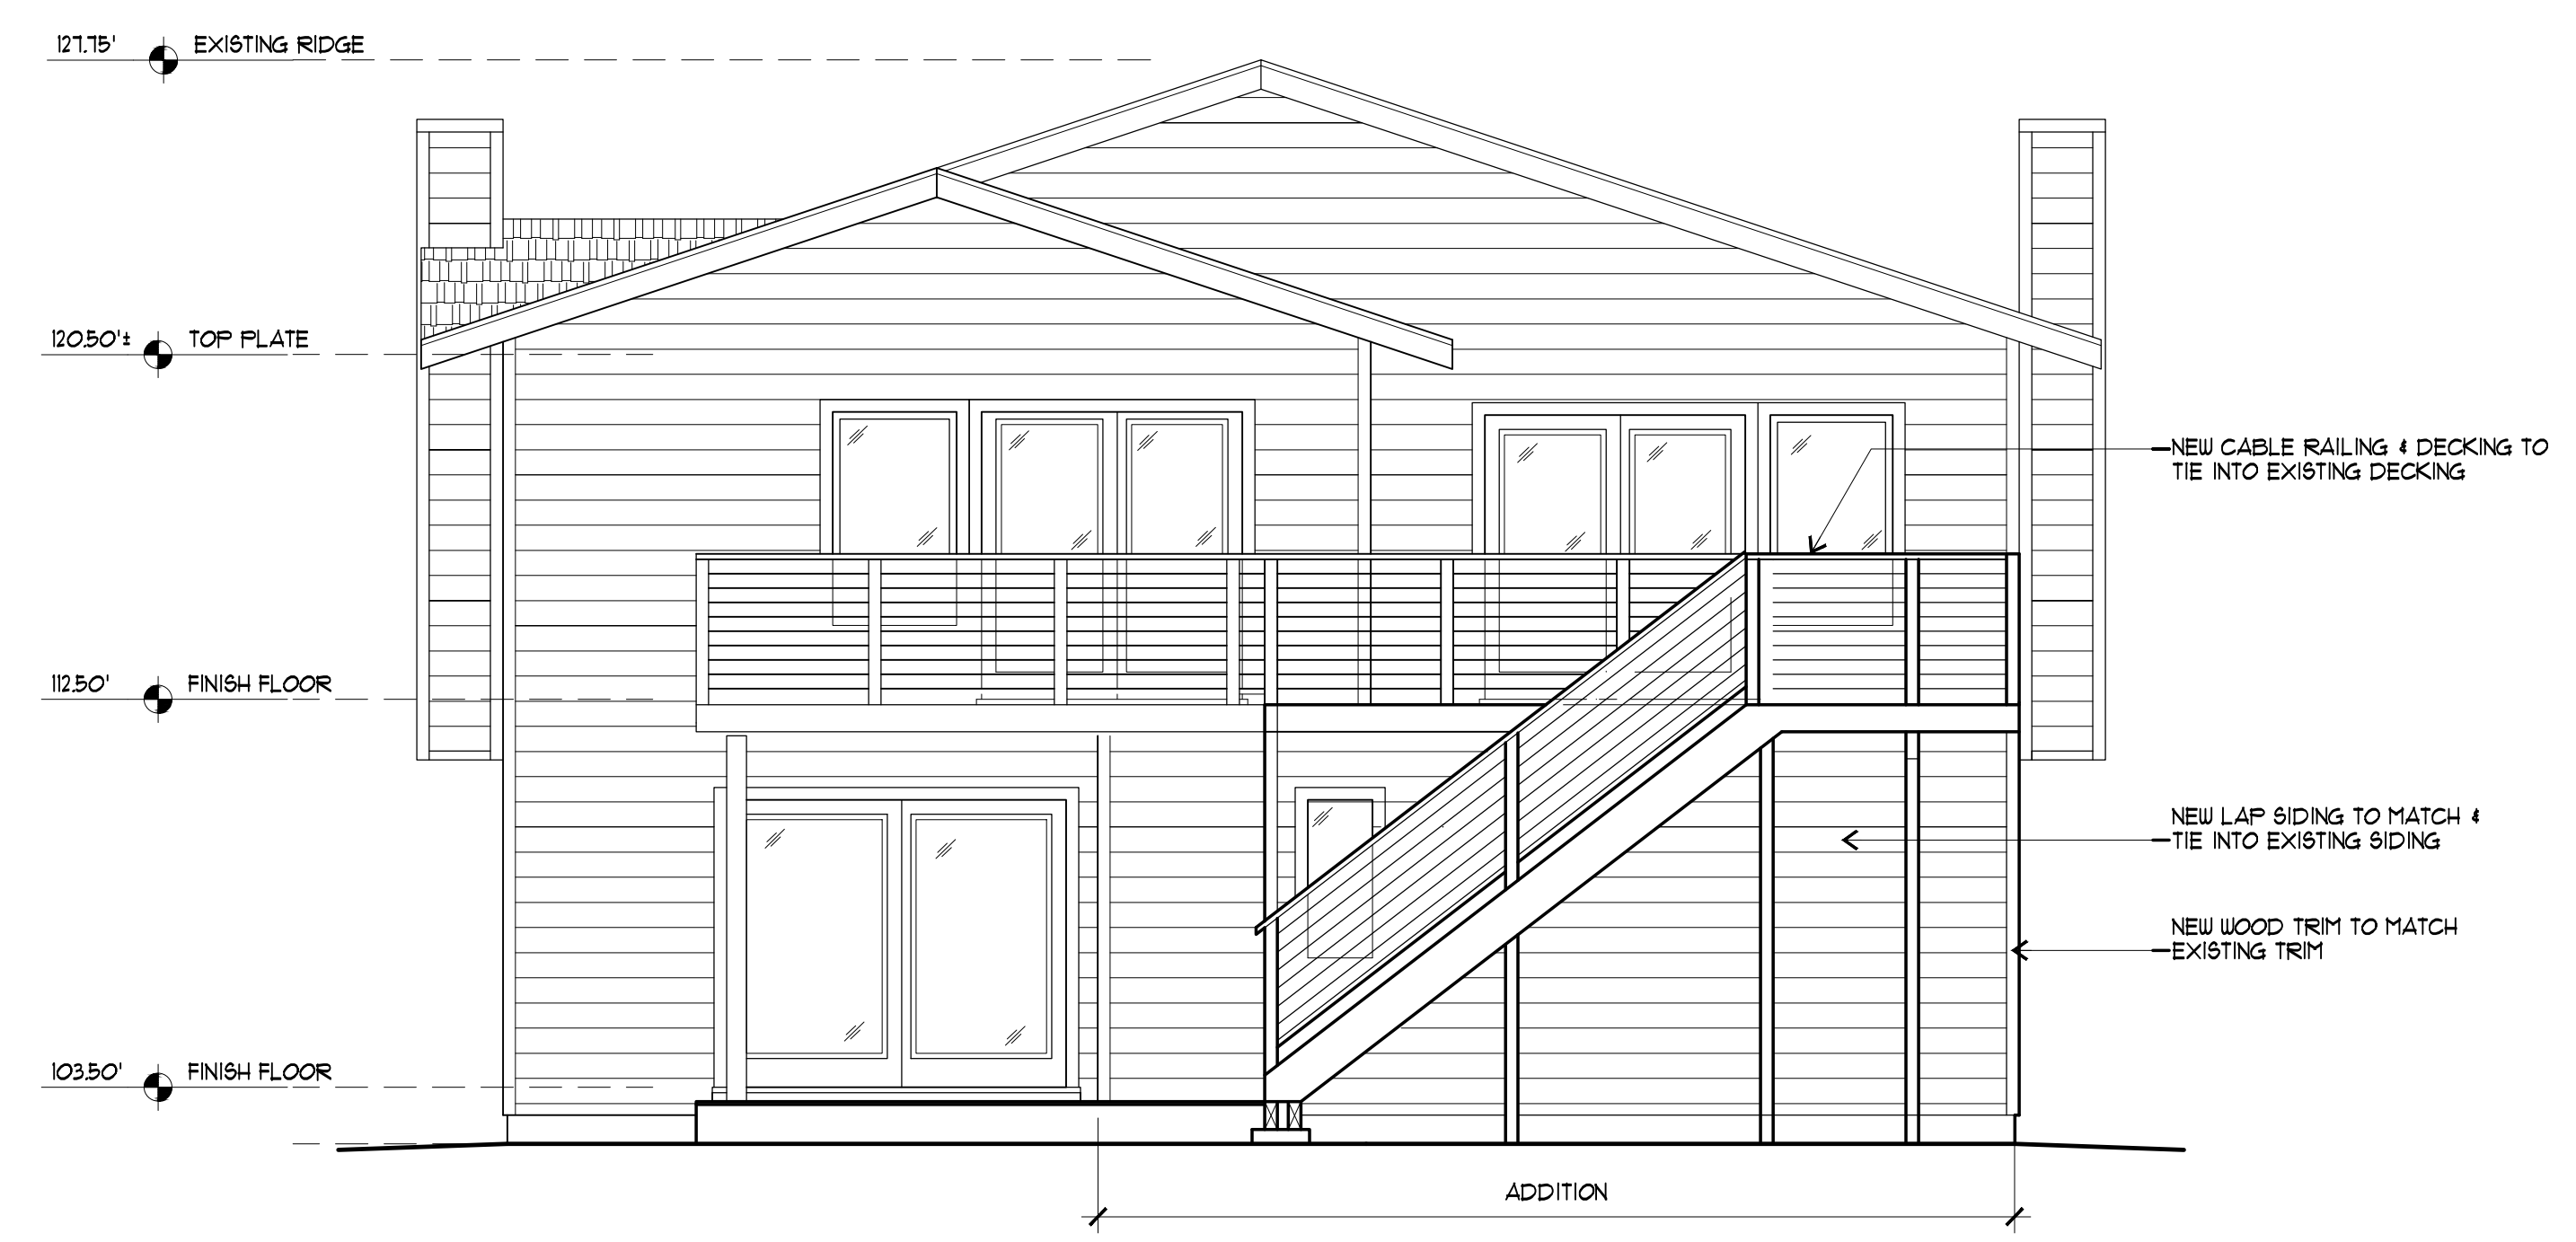 127.75' EXISTING RIDGE
120.50'± TOP PLATE
NEW CABLE RAILING & DECKING TO
TIE INTO EXISTING DECKING
112.50' FINISH FLOOR
NEW LAP SIDING TO MATCH &
TIE INTO EXISTING SIDING
NEW WOOD TRIM TO MATCH
EXISTING TRIM
103.50' FINISH FLOOR
ADDITION